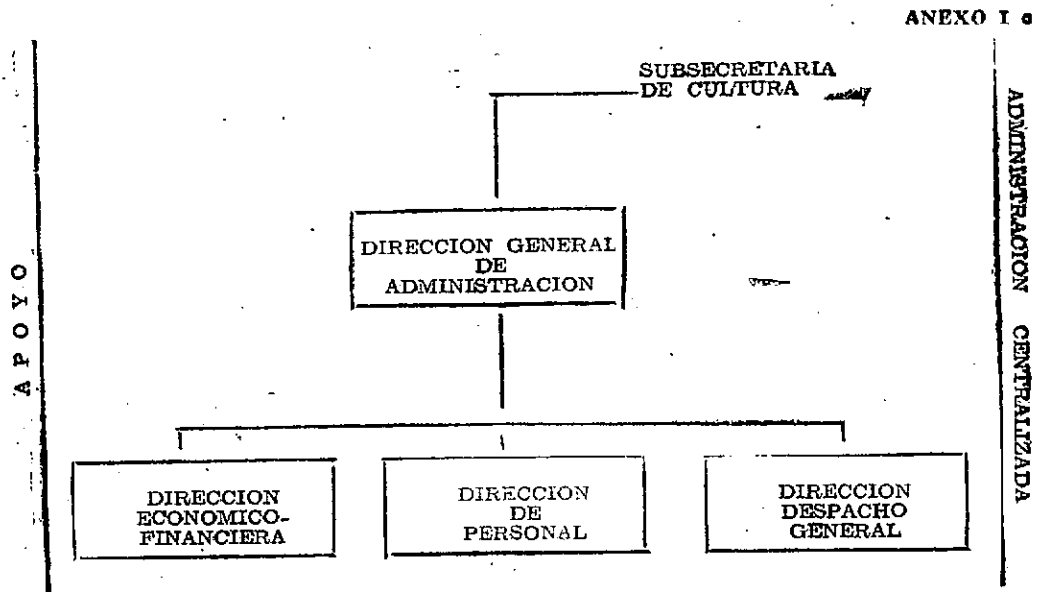 ANEXO I a
SUBSECRETARIA
DE CULTURA
ADMINISTRACION CENTRALIZADA
APOYO
DIRECCION GENERAL
DE
ADMINISTRACION
DIRECCION
ECONOMICO-
FINANCIERA
DIRECCION
DE
PERSONAL
DIRECCION
DESPACHO
GENERAL